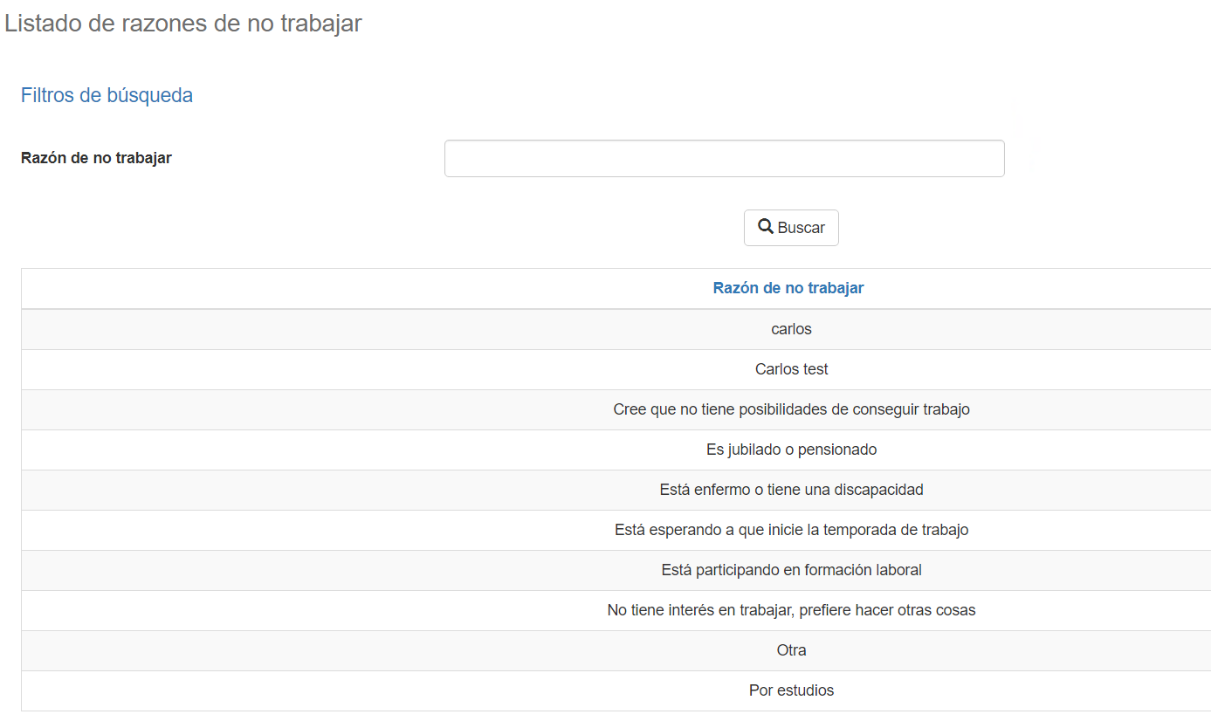 Listado de razones de no trabajar
Filtros de búsqueda
Razón de no trabajar
Buscar
Razón de no trabajar
carlos
Carlos test
Cree que no tiene posibilidades de conseguir trabajo
Es jubilado o pensionado
Está enfermo o tiene una discapacidad
Está esperando a que inicie la temporada de trabajo
Está participando en formación laboral
No tiene interés en trabajar, prefiere hacer otras cosas
Otra
Por estudios